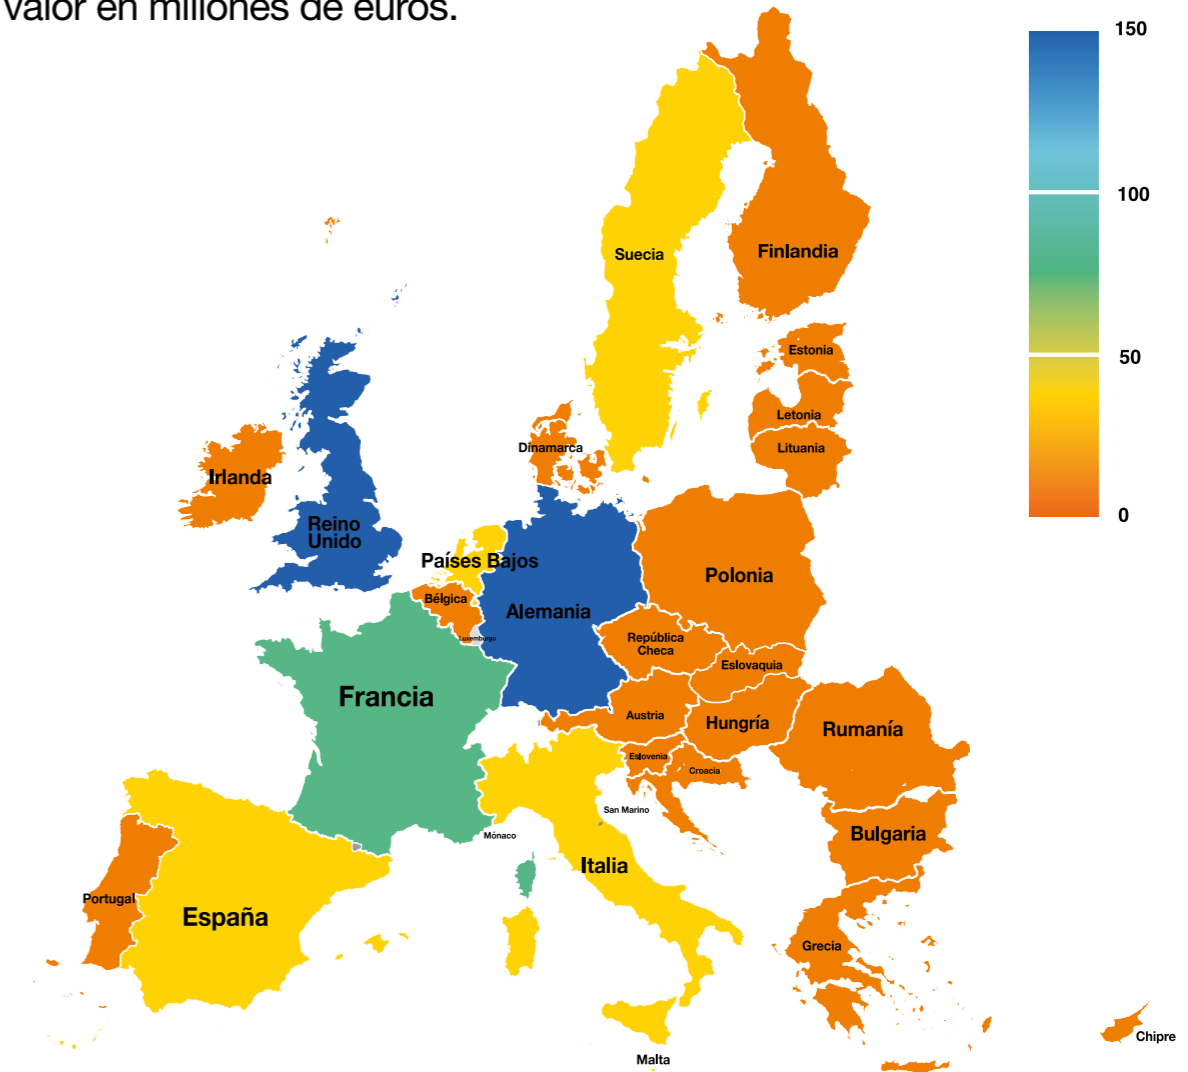 valor en millones de euros.
150
100
50
0
Suecia
Finlandia
Estonia
Letonia
Lituania
Dinamarca
Irlanda
Reino
Unido
Países Bajos
Bélgica
Luxemburgo
Alemania
Polonia
República
Checa
Eslovaquia
Francia
Austria
Hungría
Rumanía
Eslovenia
Croacia
San Marino
Mónaco
Bulgaria
Italia
Portugal
España
Grecia
Chipre
Malta